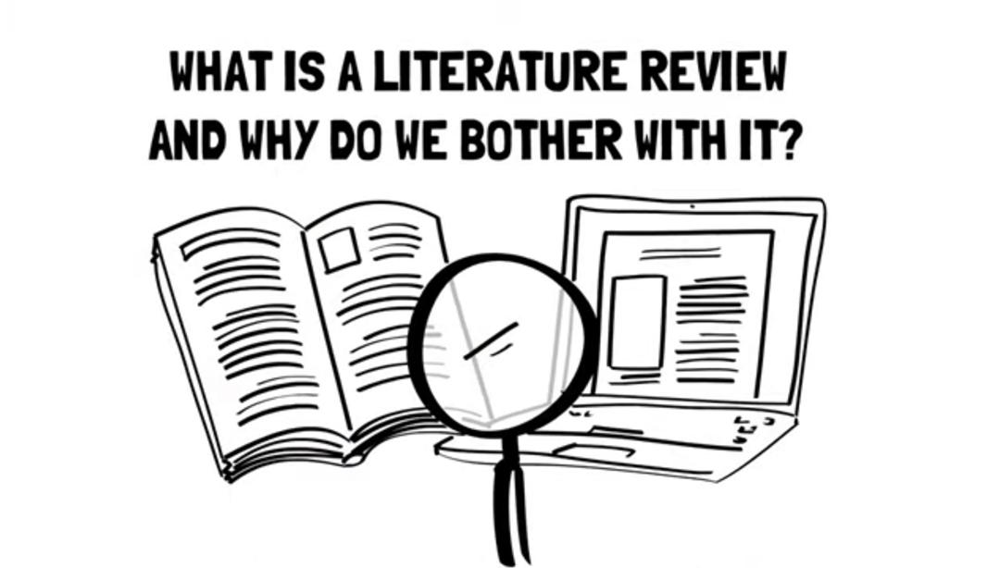 WHAT IS A LITERATURE REVIEW
AND WHY DO WE BOTHER WITH IT?